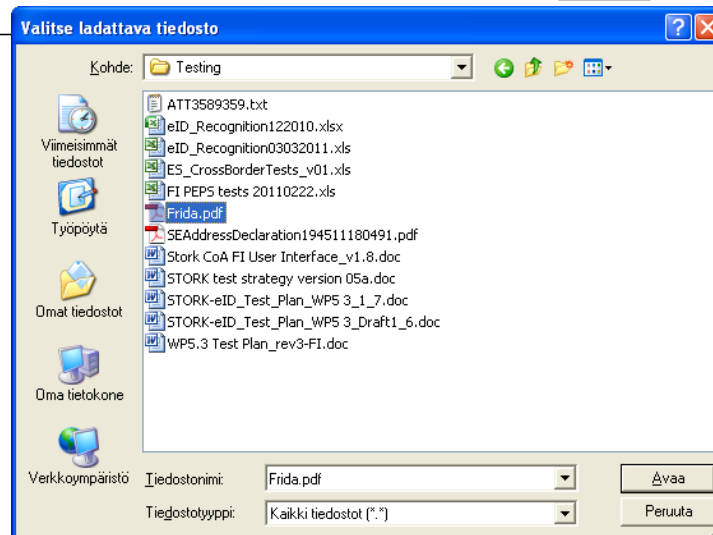 Valitse ladattava tiedosto
Kohde:
Testing
Viimeisimmät
tiedostot
Työpöytä
Omat tiedostot
Oma tietokone
Verkkoympäristö
ATT3589359.txt
eID_Recognition122010.xlsx
eID_Recognition03032011.xls
ES_CrossBorderTests_v01.xls
FI PEPS tests 20110222.xls
Frida.pdf
SEAddressDeclaration194511180491.pdf
Stork CoA FI User Interface_v1.8.doc
STORK test strategy version 05a.doc
STORK-eID_Test_Plan_WP5 3_1_7.doc
STORK-eID_Test_Plan_WP5 3_Draft1_6.doc
WP5.3 Test Plan_rev3-FI.doc
Tiedostonimi:
Frida.pdf
Avaa
Tiedostotyyppi:
Kaikki tiedostot (*.*)
Peruuta